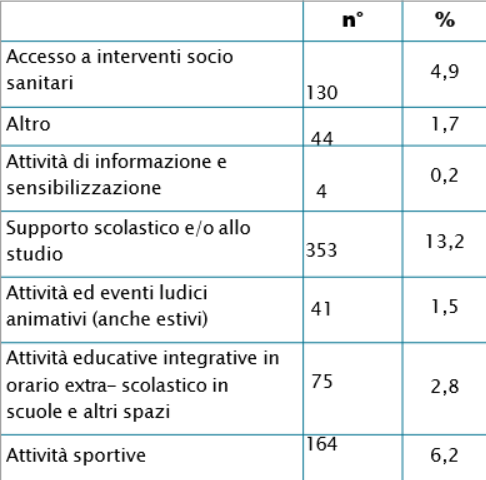 n° %
Accesso a interventi socio
sanitari
130
4,9
Altro
44
1,7
Attività di informazione e
sensibilizzazione
4
0,2
Supporto scolastico e/o allo
studio
353
13,2
Attività ed eventi ludici
animativi (anche estivi)
41
1,5
Attività educative integrative in
orario extra- scolastico in
scuole e altri spazi
75
2,8
Attività sportive
164
6,2